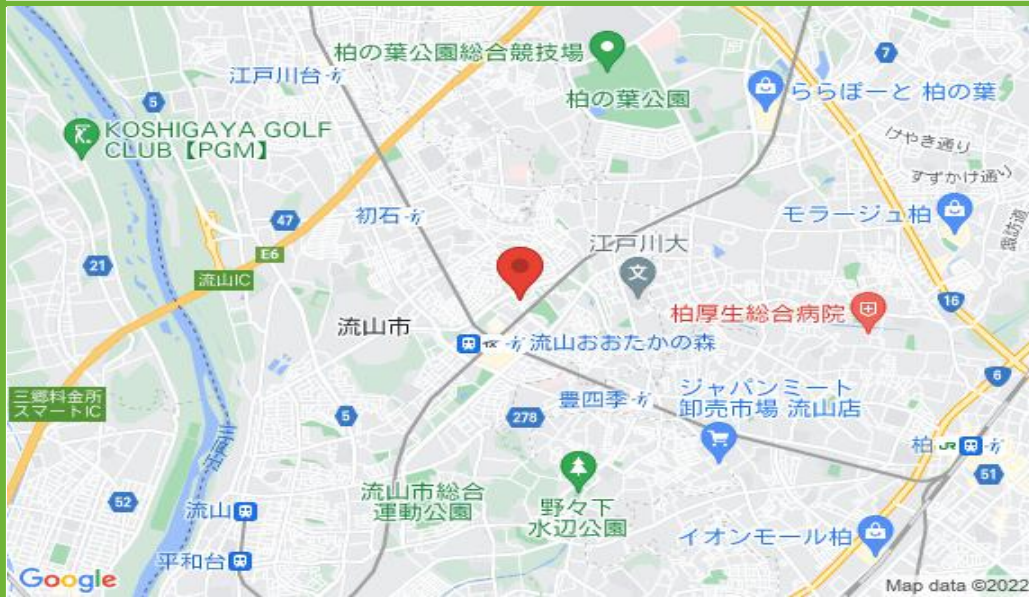 柏の葉公園総合競技場
7
江戸川台
5
柏の葉公園
ららぽーと 柏の葉
KOSHIGAYA GOLF
CLUB【PGM】
けやき通り
すずかけ通り
47
初石
モラージュ柏
諏訪道
江戸川大
E6
21
流山IC
16
柏厚生総合病院
流山市
流山おおたかの森
TX
6
三郷料金所
スマートIC
5
豊四季
ジャパンミート
卸売市場 流山店
278
柏
JR
51
流山市総合
運動公園
52
流山
野々下
水辺公園
イオンモール柏
平和台
Google
Map data ©2022